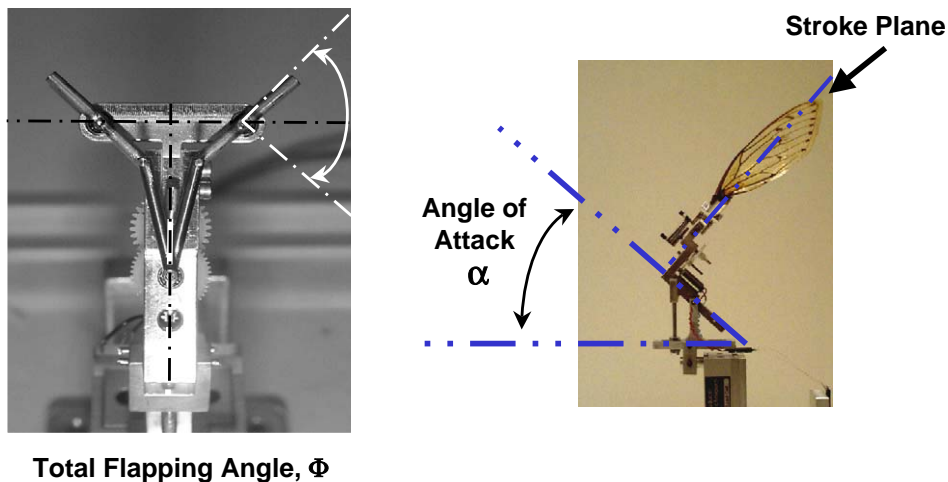 Stroke Plane
Angle of
Attack
α
Total Flapping Angle, Φ